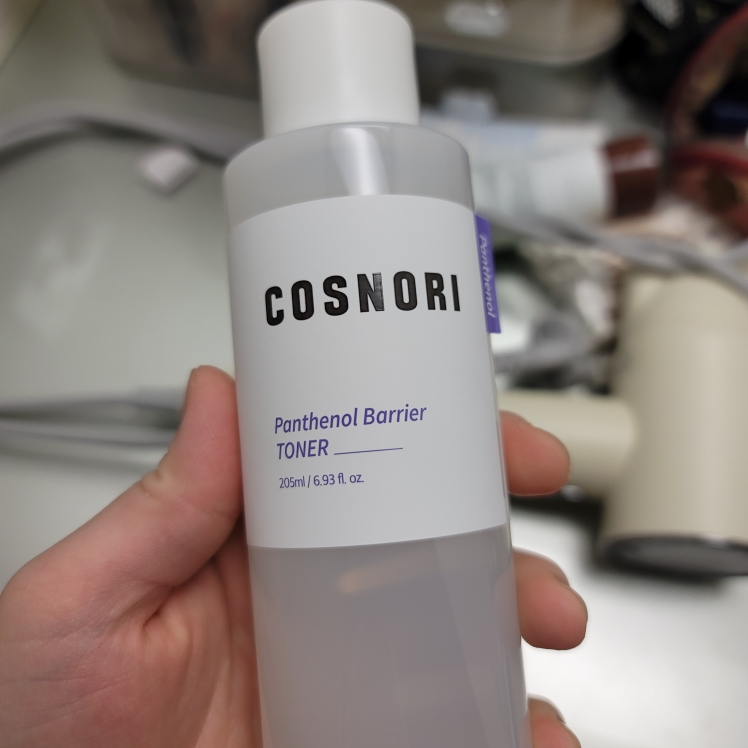 COSNORI
Panthenol Barrier
TONER
205ml / 6.93 fl. oz.
Panthenol